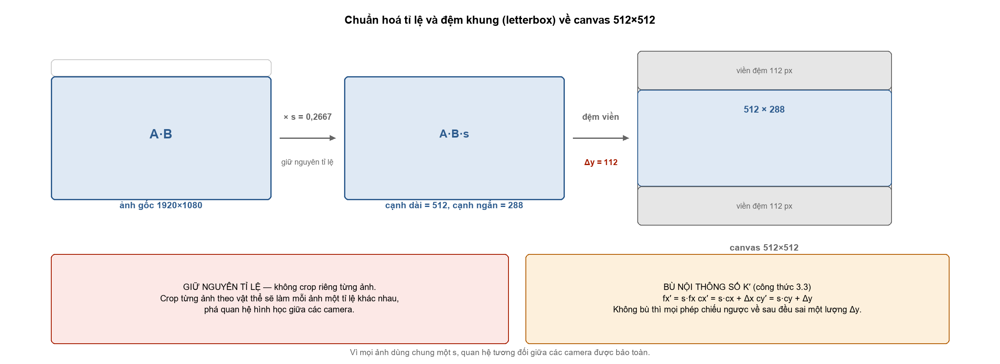 Chuẩn hoá tỉ lệ và đệm khung (letterbox) về canvas 512×512
A·B
ảnh gốc 1920×1080
× s = 0,2667
giữ nguyên tỉ lệ
A·B·s
cạnh dài = 512, cạnh ngắn = 288
đệm viền
Δy = 112
viền đệm 112 px
512 × 288
viền đệm 112 px
canvas 512×512
GIỮ NGUYÊN TỈ LỆ — không crop riêng từng ảnh.
Crop từng ảnh theo vật thể sẽ làm mỗi ảnh một tỉ lệ khác nhau,
phá quan hệ hình học giữa các camera.
BÙ NỘI THÔNG SỐ K′ (công thức 3.3)
fx′ = s·fx cx′ = s·cx + Δx cy′ = s·cy + Δy
Không bù thì mọi phép chiếu ngược về sau đều sai một lượng Δy.
Vì mọi ảnh dùng chung một s, quan hệ tương đối giữa các camera được bảo toàn.